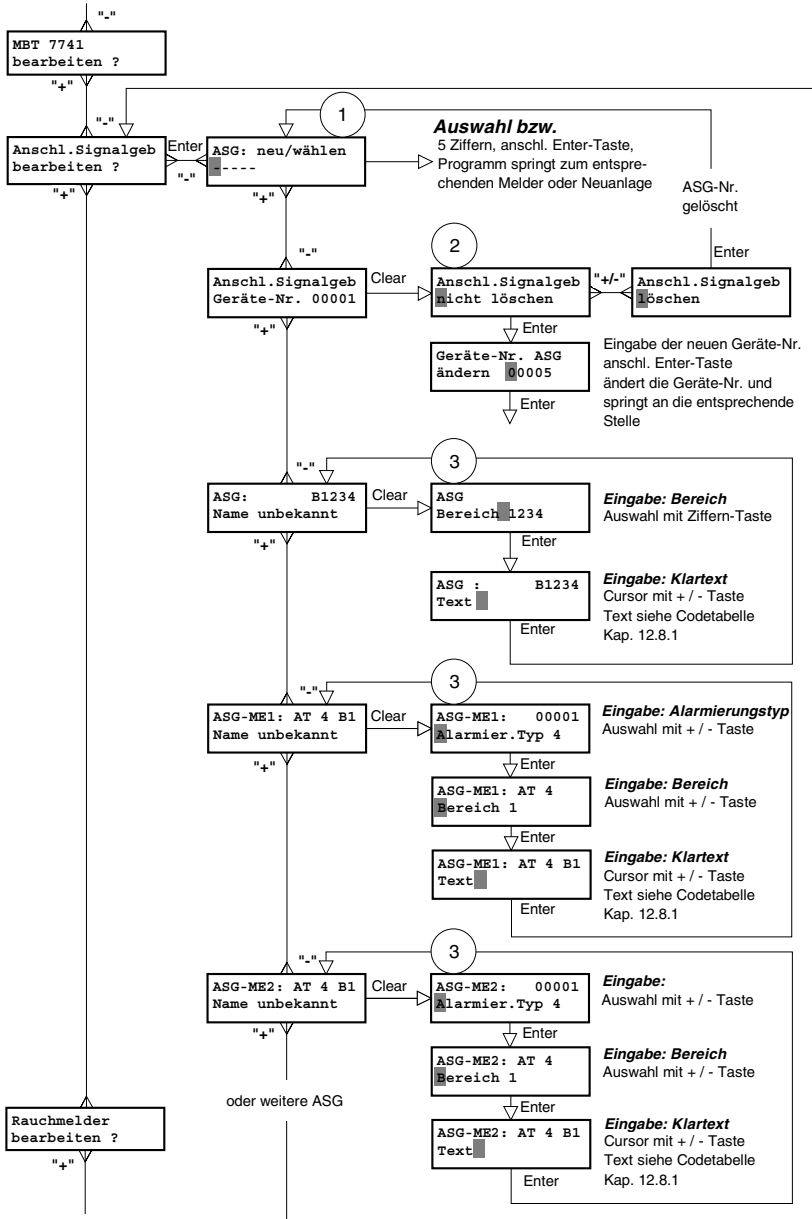 "-"
MBT 7741
bearbeiten ?
"+"
"-"
Anschl.Signalgeb
bearbeiten ?
"+"
Enter
"-"
1
ASG: neu/wählen
-----
"+"
Auswahl bzw.
5 Ziffern, anschl. Enter-Taste,
Programm springt zum entspre-
chenden Melder oder Neuanlage
ASG-Nr.
gelöscht
Enter
"-"
Anschl.Signalgeb
Geräte-Nr. 00001
"+"
Clear
2
Anschl.Signalgeb
nicht löschen
"+/-"
Anschl.Signalgeb
löschen
Enter
Geräte-Nr. ASG
ändern 00005
Enter
Eingabe der neuen Geräte-Nr.
anschl. Enter-Taste
ändert die Geräte-Nr. und
springt an die entsprechende
Stelle
"-"
ASG: B1234
Name unbekannt
"+"
Clear
3
ASG
Bereich 1234
Enter
Eingabe: Bereich
Auswahl mit Ziffern-Taste
ASG : B1234
Text
Enter
Eingabe: Klartext
Cursor mit + / - Taste
Text siehe Codetabelle
Kap. 12.8.1
"-"
ASG-ME1: AT 4 B1
Name unbekannt
"+"
Clear
3
ASG-ME1: 00001
Alarmier.Typ 4
Enter
Eingabe: Alarmierungstyp
Auswahl mit + / - Taste
ASG-ME1: AT 4
Bereich 1
Enter
Eingabe: Bereich
Auswahl mit + / - Taste
ASG-ME1: AT 4 B1
Text
Enter
Eingabe: Klartext
Cursor mit + / - Taste
Text siehe Codetabelle
Kap. 12.8.1
"-"
ASG-ME2: AT 4 B1
Name unbekannt
"+"
Clear
3
ASG-ME2: 00001
Alarmier.Typ 4
Enter
Eingabe:
Auswahl mit + / - Taste
ASG-ME2: AT 4
Bereich 1
Enter
Eingabe: Bereich
Auswahl mit + / - Taste
ASG-ME2: AT 4 B1
Text
Enter
Eingabe: Klartext
Cursor mit + / - Taste
Text siehe Codetabelle
Kap. 12.8.1
oder weitere ASG
Rauchmelder
bearbeiten ?
"+"